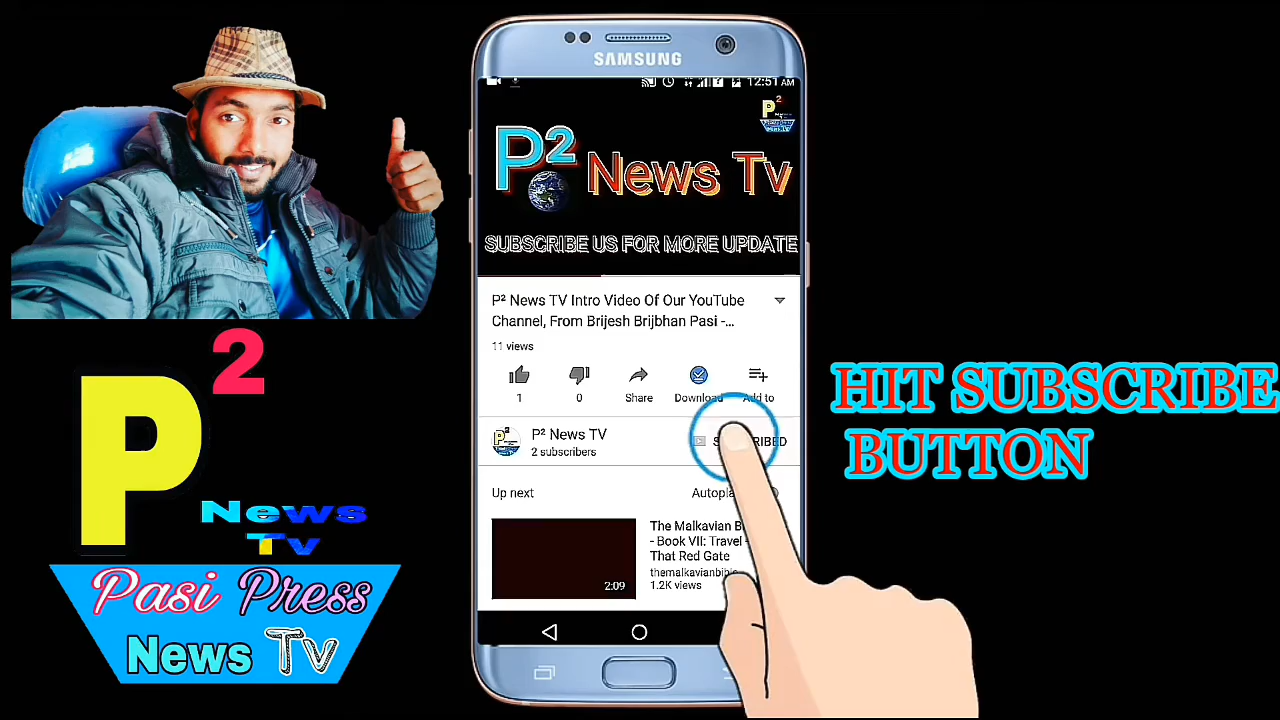 SAMSUNG
12:51 AM
P²
News Tv
SUBSCRIBE US FOR MORE UPDATE
P² News TV Intro Video Of Our YouTube
Channel, From Brijesh Brijbhan Pasi -...
11 views
1
0
Share
Download
Add to
P² News TV
2 subscribers
Up next
2:09
The Malkavian
- Book VII: Travel -
That Red Gate
1.2K views
P²
News
Tv
Pasi Press
News Tv
HIT SUBSCRIBE
BUTTON